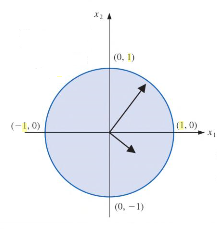 x₂
(0, 1)
(−1, 0)
(1, 0)
x₁
(0, −1)